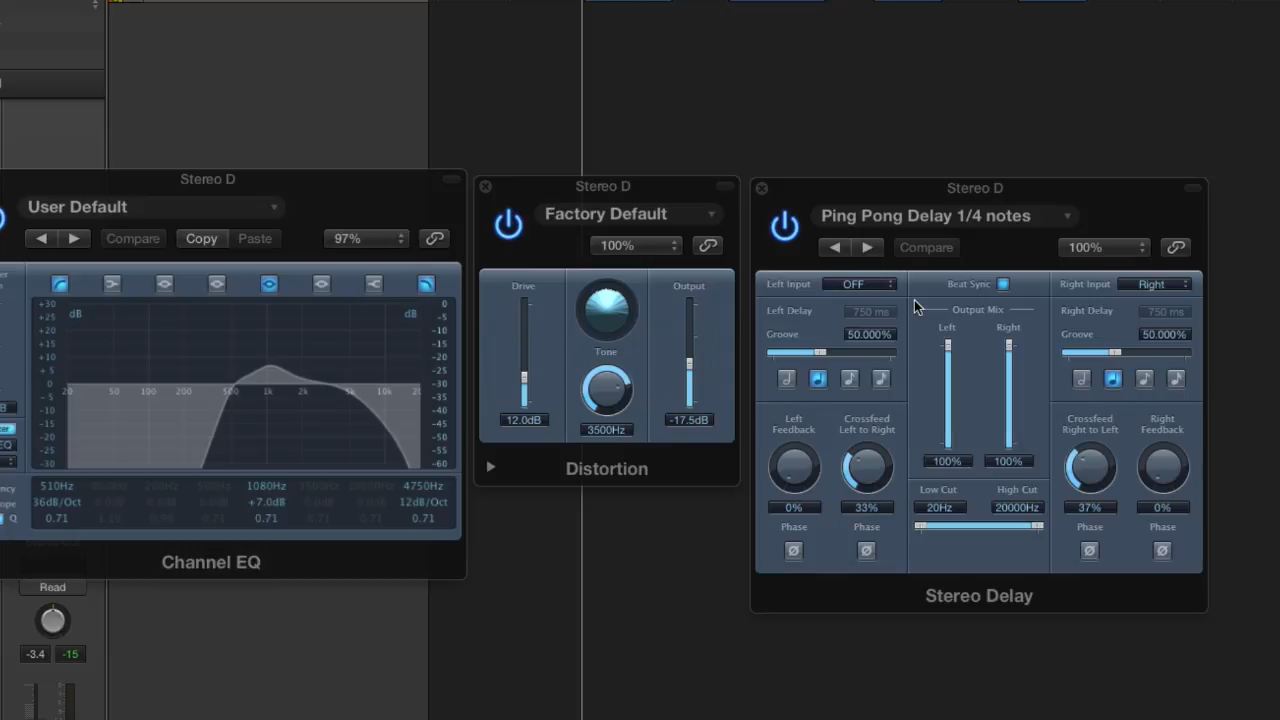 Stereo D
User Default
Compare
Copy
Paste
97%
dB
dB
+30
+25
+20
+15
+10
+ 5
0
- 5
-10
-15
-20
-25
-30
0
-5
-10
-15
-20
-25
-30
-35
-40
-45
-50
-55
-60
20
50
100
200
500
1k
2k
5k
10k
510Hz
1080Hz
4750Hz
36dB/Oct
+7.0dB
12dB/Oct
Q
0.71
0.71
0.71
Channel EQ
Read
-3.4
-15
Stereo D
Factory Default
100%
Drive
Output
Tone
12.0dB
3500Hz
-17.5dB
Distortion
Stereo D
Ping Pong Delay 1/4 notes
Compare
100%
Left Input
OFF
Beat Sync
Right Input
Right
Left Delay
750 ms
Output Mix
Right Delay
750 ms
Groove
50.000%
Left
Right
Groove
50.000%
Left
Feedback
Crossfeed
Left to Right
Crossfeed
Right to Left
Right
Feedback
100%
100%
Low Cut
High Cut
0%
33%
20Hz
20000Hz
37%
0%
Phase
Phase
Phase
Phase
Ø
Ø
Ø
Ø
Stereo Delay